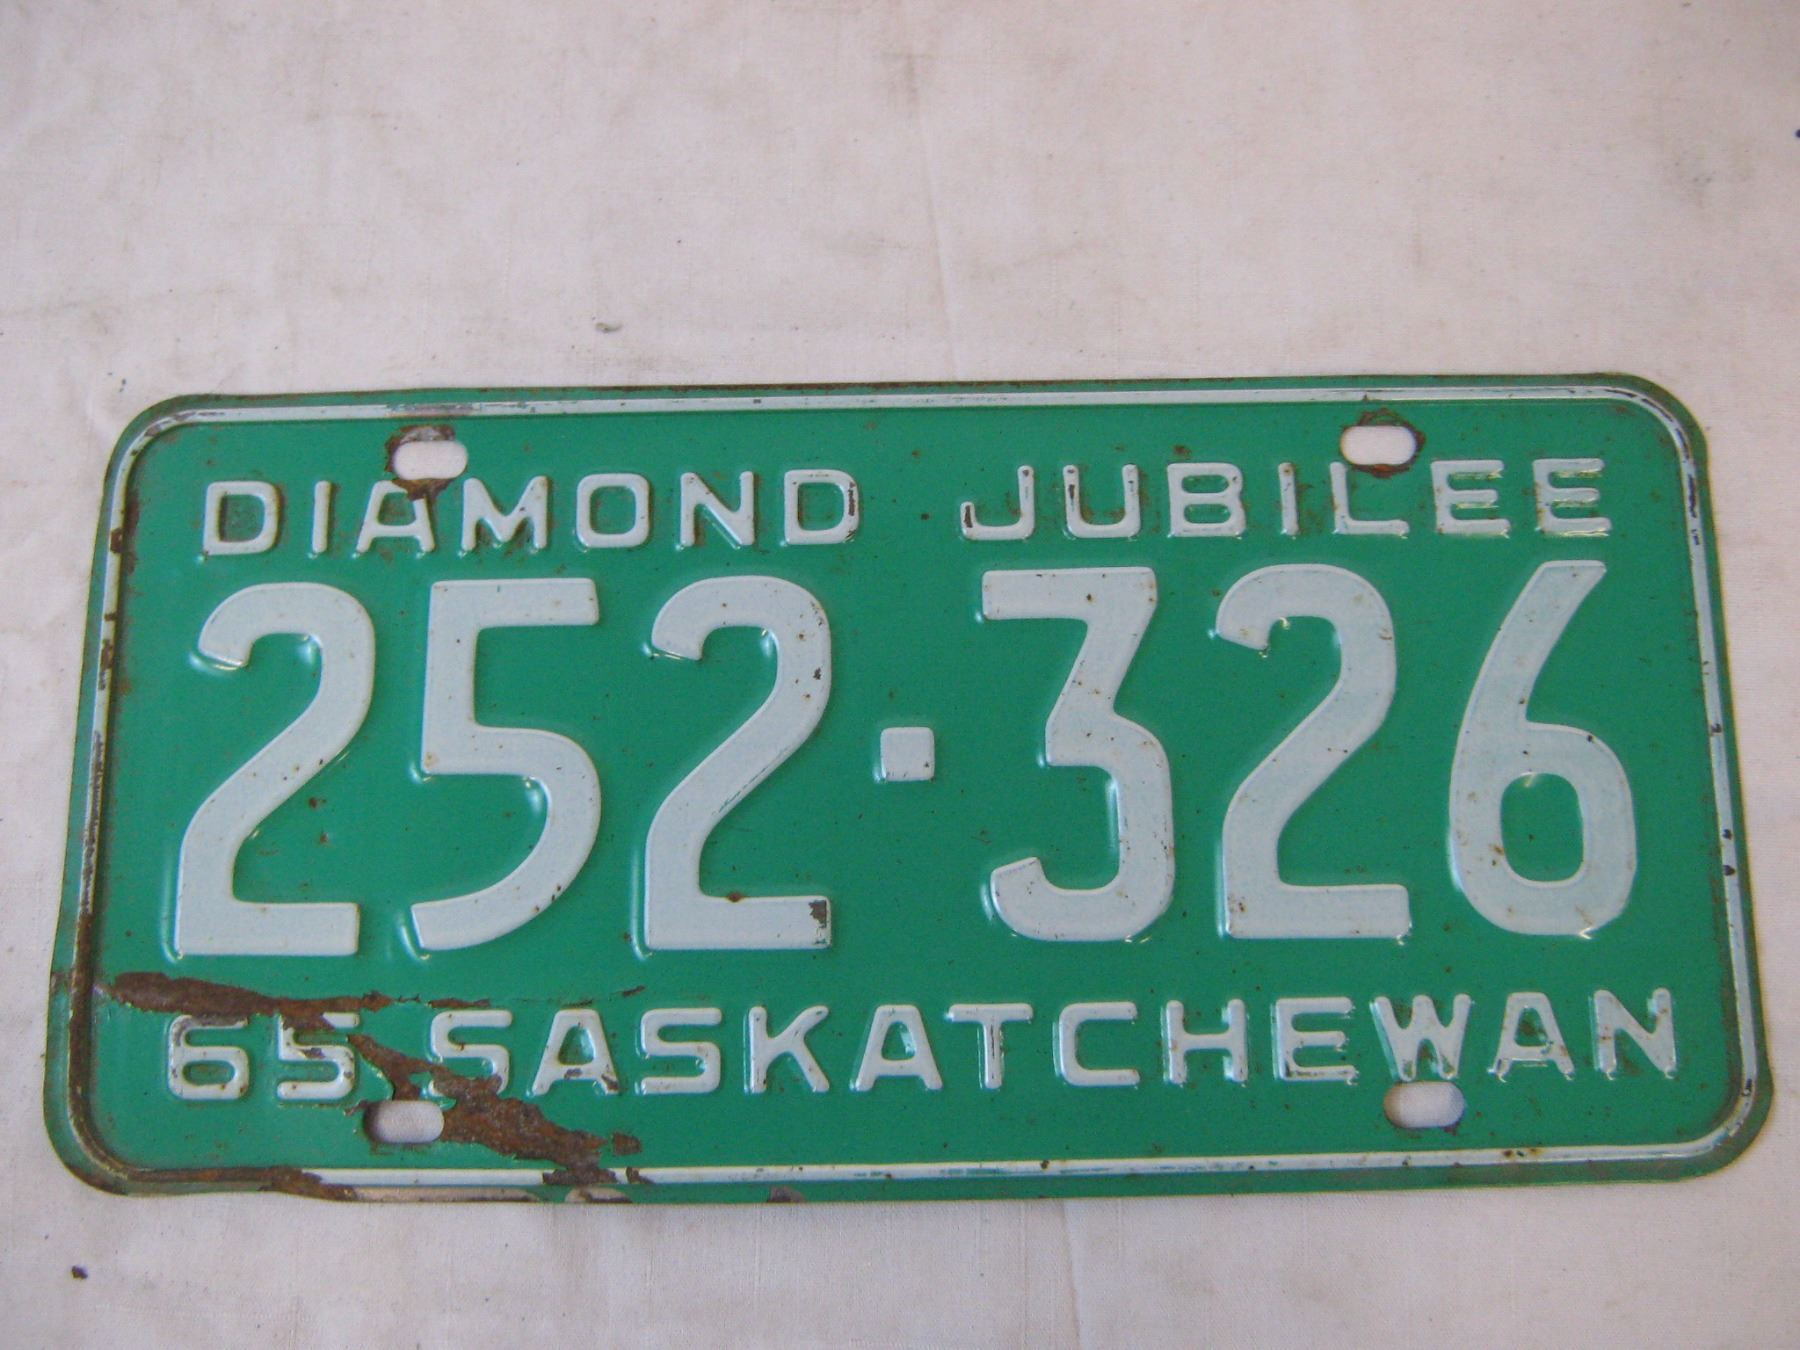 DIAMOND JUBILEE
252·326
65 SASKATCHEWAN